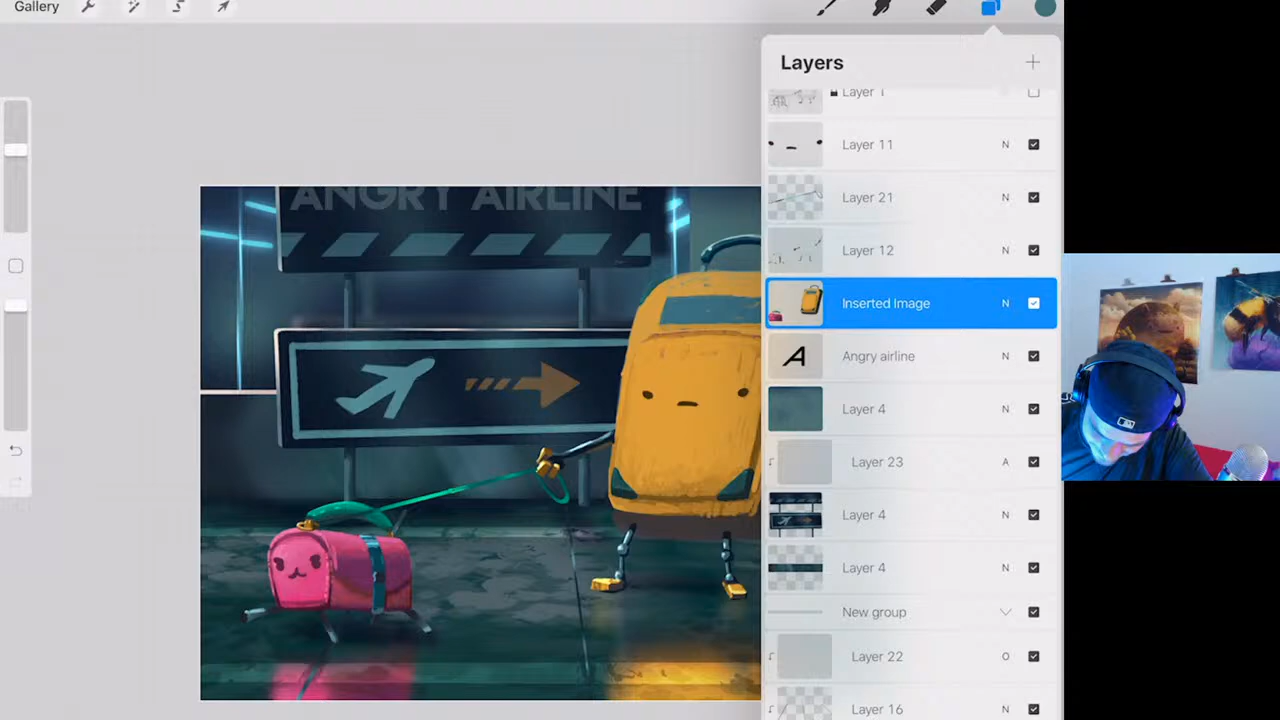 Gallery
Layers
Layer 1
Layer 11 N
Layer 21 N
Layer 12 N
Inserted Image N
Angry airline N
Layer 4 N
Layer 23 A
Layer 4 N
Layer 4 N
New group
Layer 22 O
Layer 16 N
ANGRY AIRLINE
A